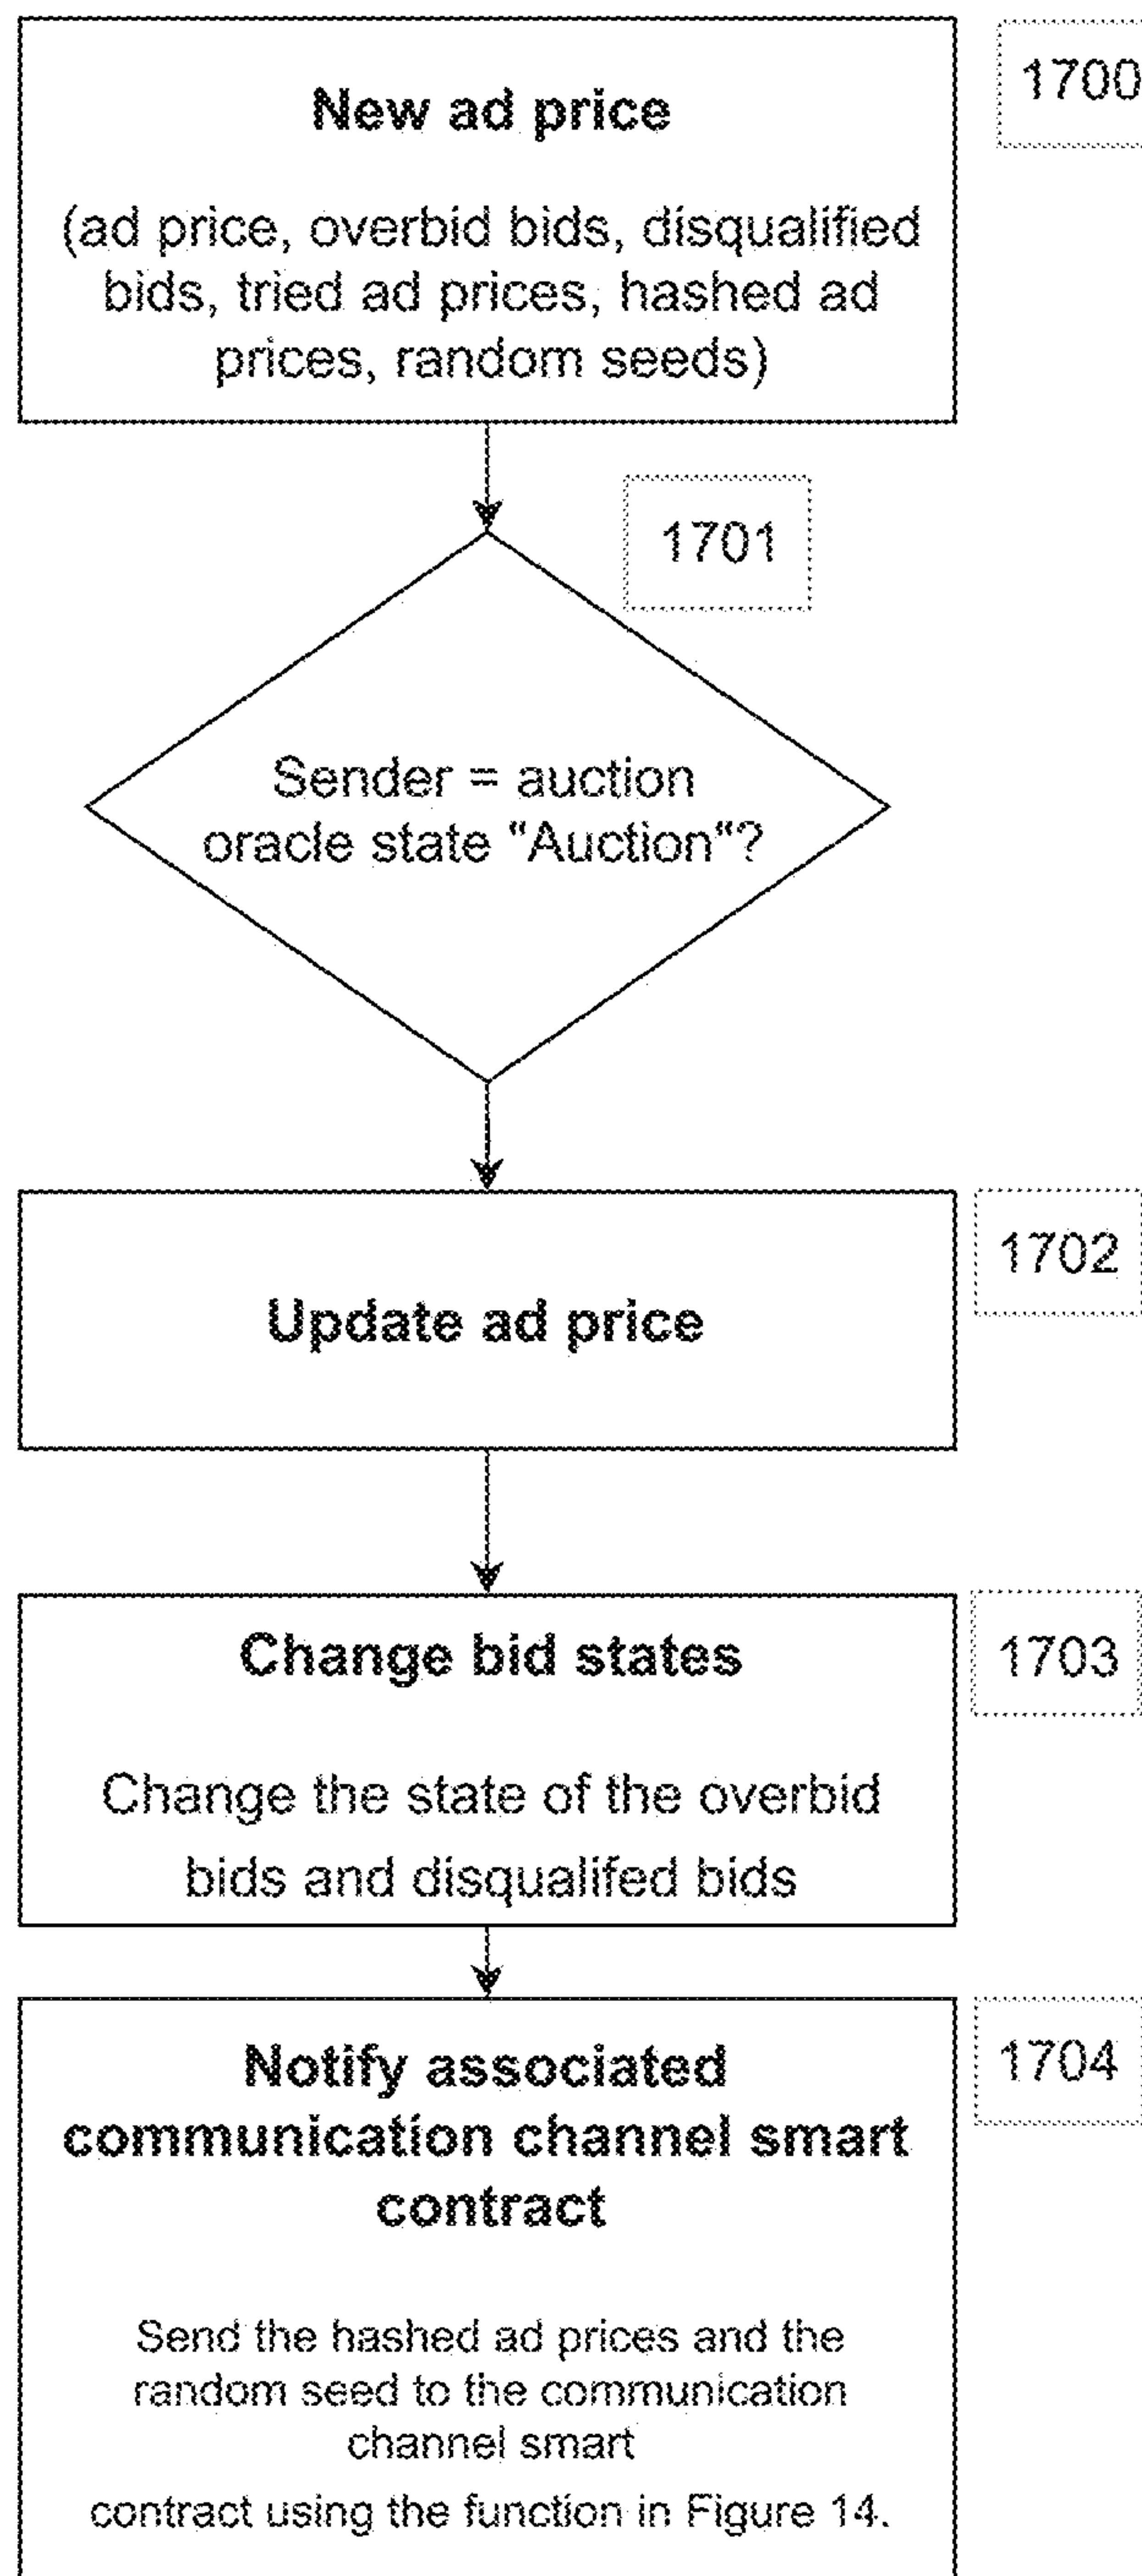 New ad price
1700
(ad price, overbid bids, disqualified
bids, tried ad prices, hashed ad
prices, random seeds)
1701
Sender = auction
oracle state "Auction"?
1702
Update ad price
Change bid states
1703
Change the state of the overbid
bids and disqualifed bids
Notify associated
1704
communication channel smart
contract
Send the hashed ad prices and the
random seed to the communication
channel smart
contract using the function in Figure 14.